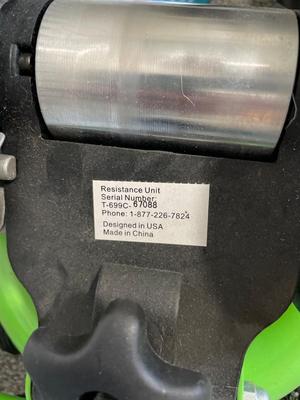 Resistance Unit
Serial Number:
T-699C- 67088
Phone: 1-877-226-7824
Designed in USA
Made in China